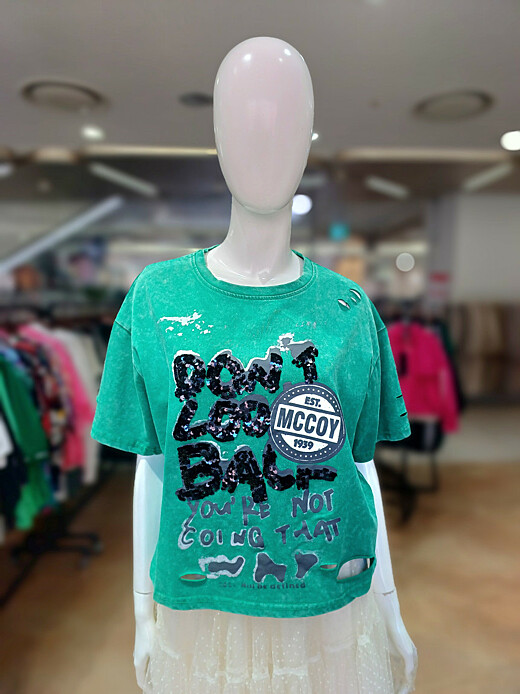 DON'T
LOO
BAC
EST.
MCCOY
1939
YOU'RE NOT
GOING THAT